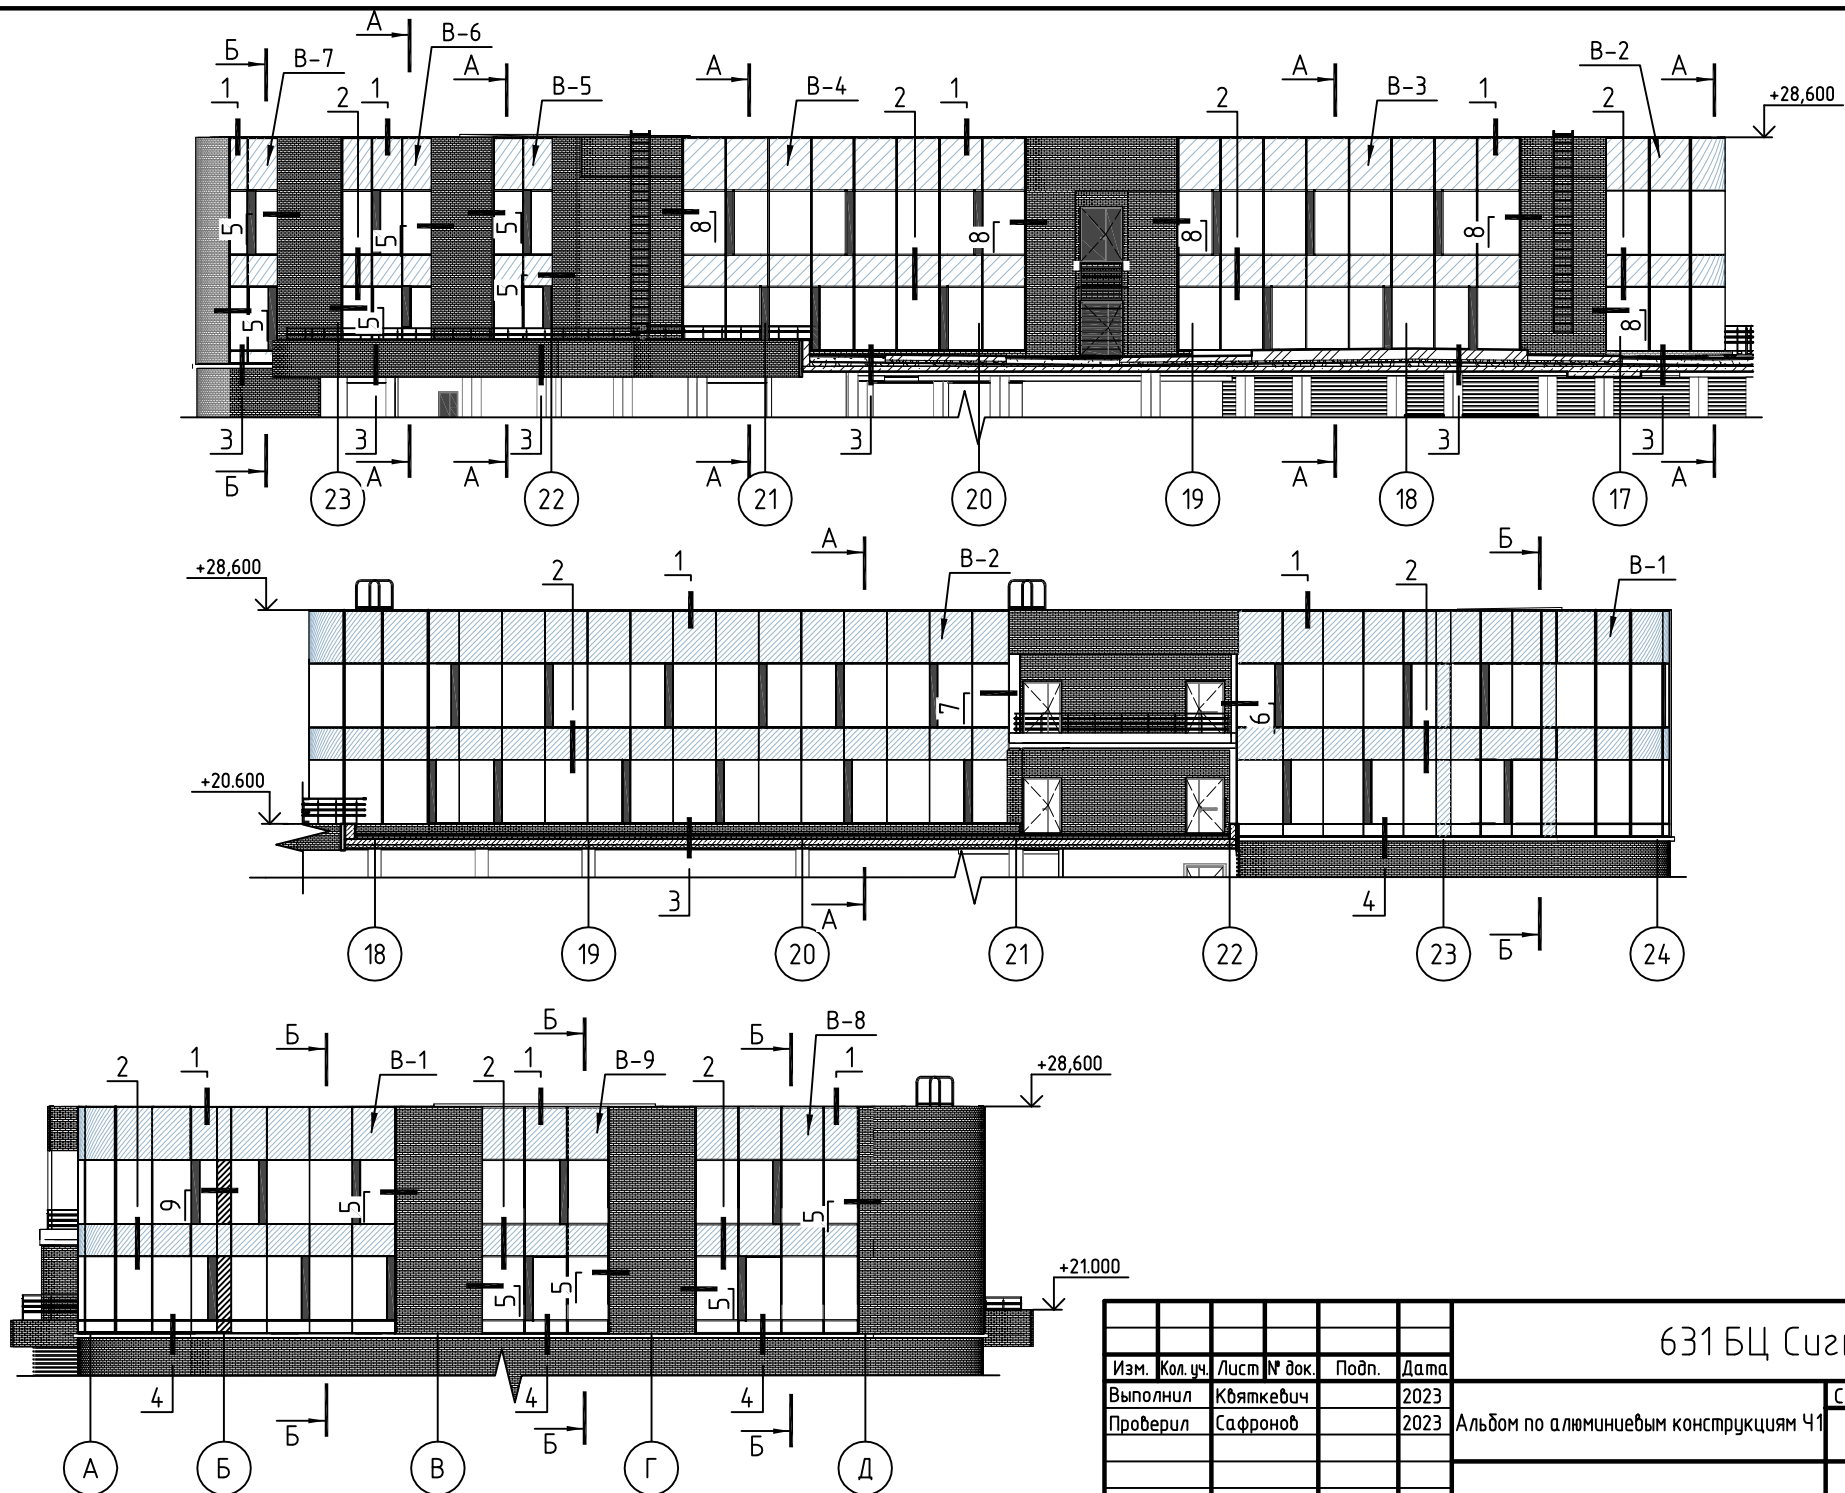 А В-6
Б В-7 А А В-4 А В-3 В-2 А
1 2 1 В-5 2 1 2 1 2 +28,600
5 5 5 8 8 8 8
5 5 5 8
3 3 3 3 3 3
Б А А А А А
23 22 21 20 19 18 17
А Б
+28,600 2 1 В-2 1 2 В-1
7 6
+20.600
3 А 4 Б
18 19 20 21 22 23 24
Б Б Б В-8
2 1 В-1 2 1 В-9 2 1 +28,600
9 5 5
5 5 5 +21.000
4 4 4
Б Б Б
А Б В Г Д
631 БЦ Сиг
Изм. Кол. уч. Лист № док. Подп. Дата
Выполнил Квяткевич 2023 С
Проверил Сафронов 2023 Альбом по алюминиевым конструкциям Ч1